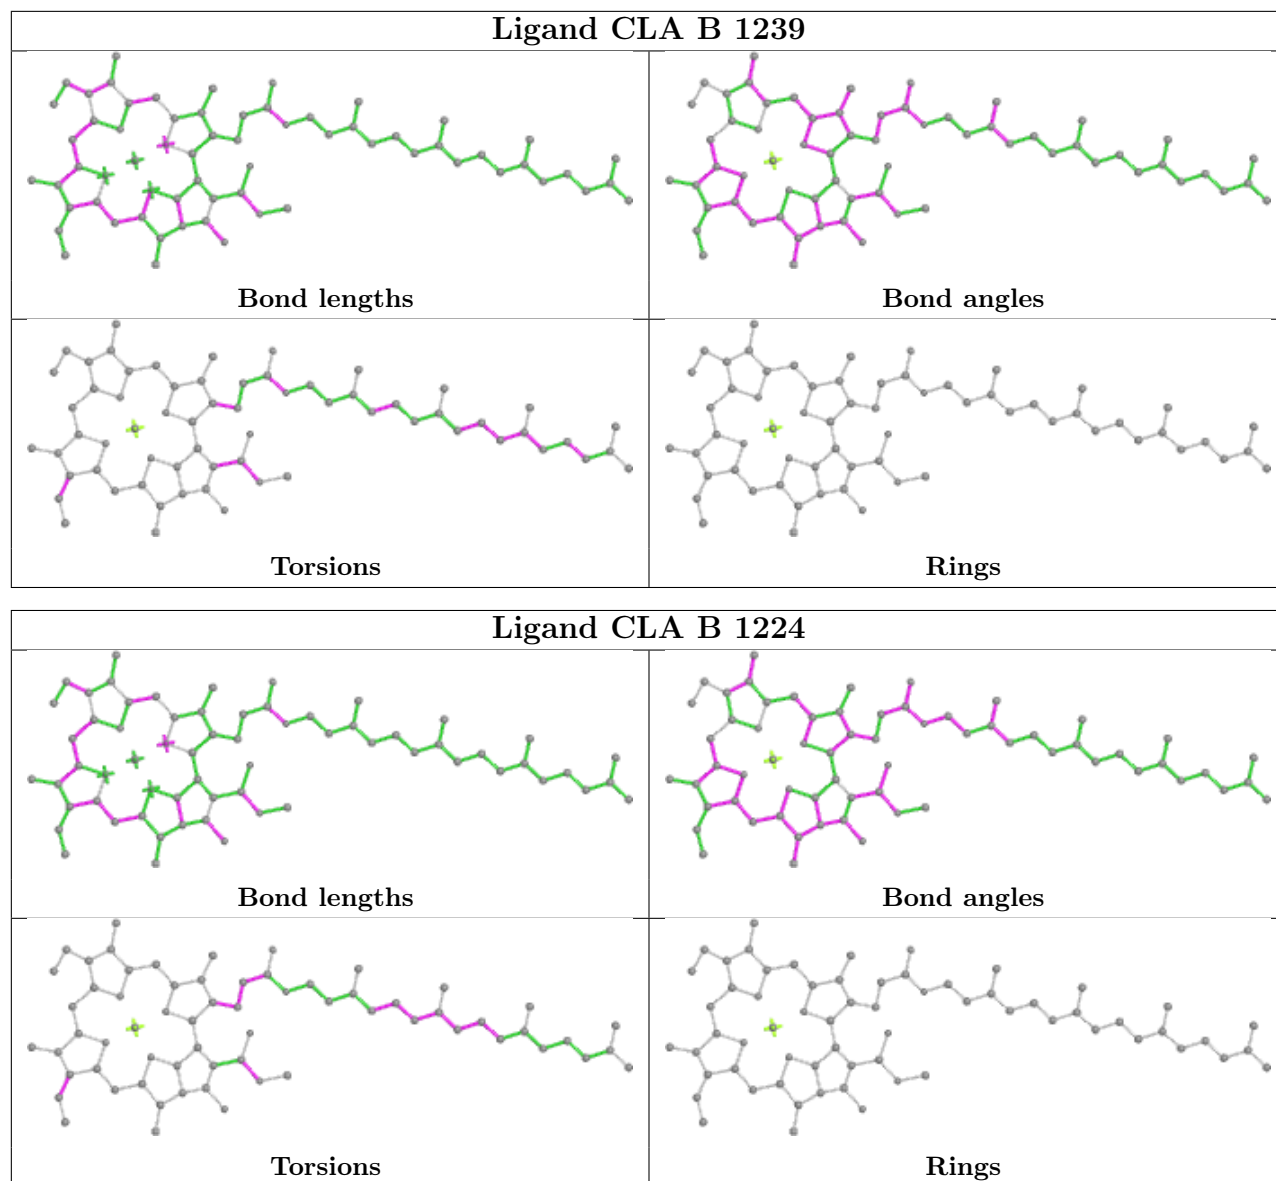 Ligand CLA B 1239
Bond lengths
Bond angles
Torsions
Rings
Ligand CLA B 1224
Bond lengths
Bond angles
Torsions
Rings